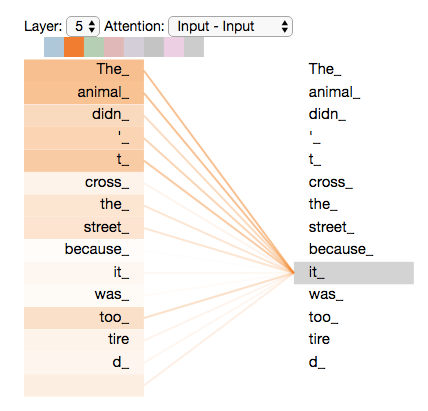 Layer: 5 Attention: Input - Input
The_ The_
animal_ animal_
didn_ didn_
'_ '_
t_ t_
cross_ cross_
the_ the_
street_ street_
because_ because_
it_ it_
was_ was_
too_ too_
tire tire
d_ d_